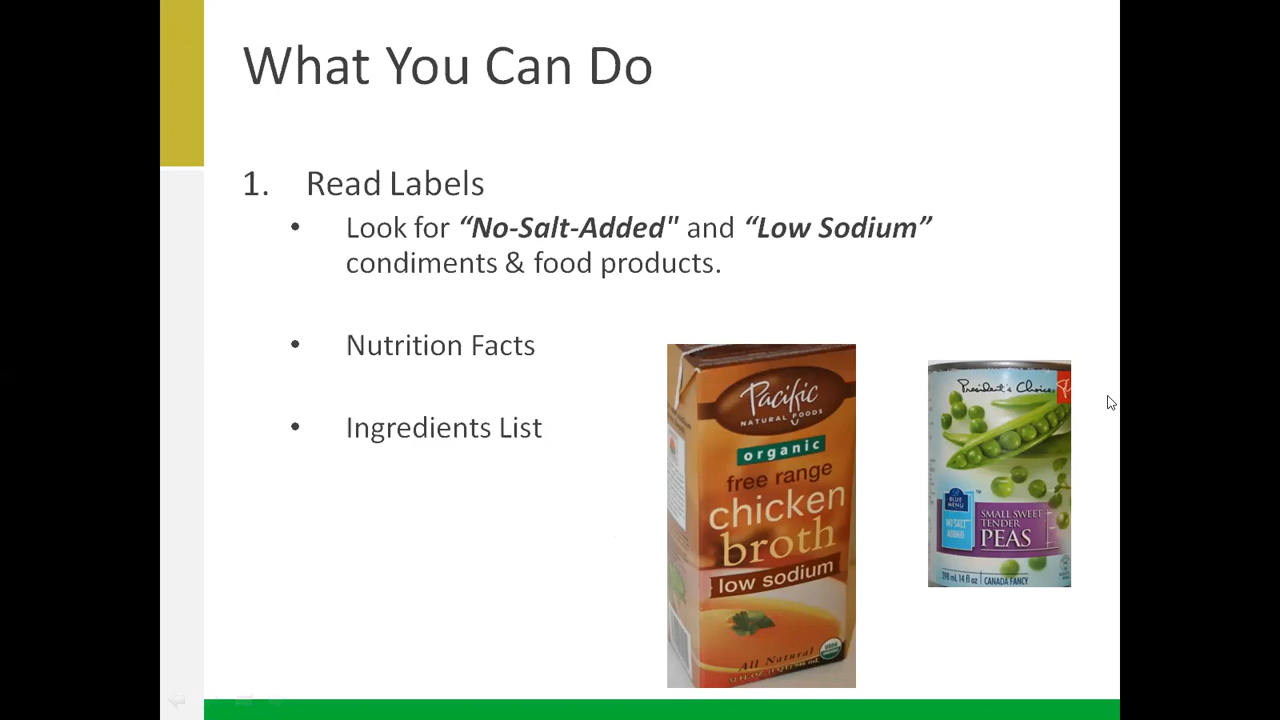 What You Can Do
1. Read Labels
• Look for “No-Salt-Added" and “Low Sodium”
condiments & food products.
• Nutrition Facts
• Ingredients List
Pacific
NATURAL FOODS
organic
free range
chicken
broth
low sodium
All Natural
President's Choice
BLUE
MENU
NO SALT
ADDED
SMALL SWEET
TENDER
PEAS
398 mL 14 fl oz
CANADA FANCY